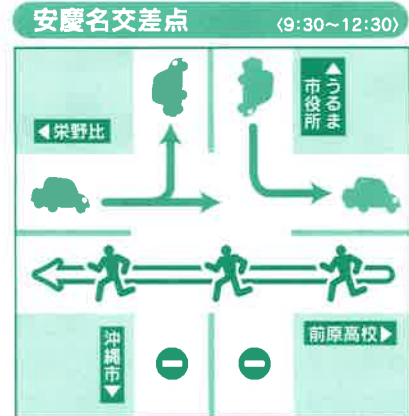 安慶名交差点 〈9:30～12:30〉
▲うるま
市役所
◀栄野比
前原高校▶
沖縄市▼